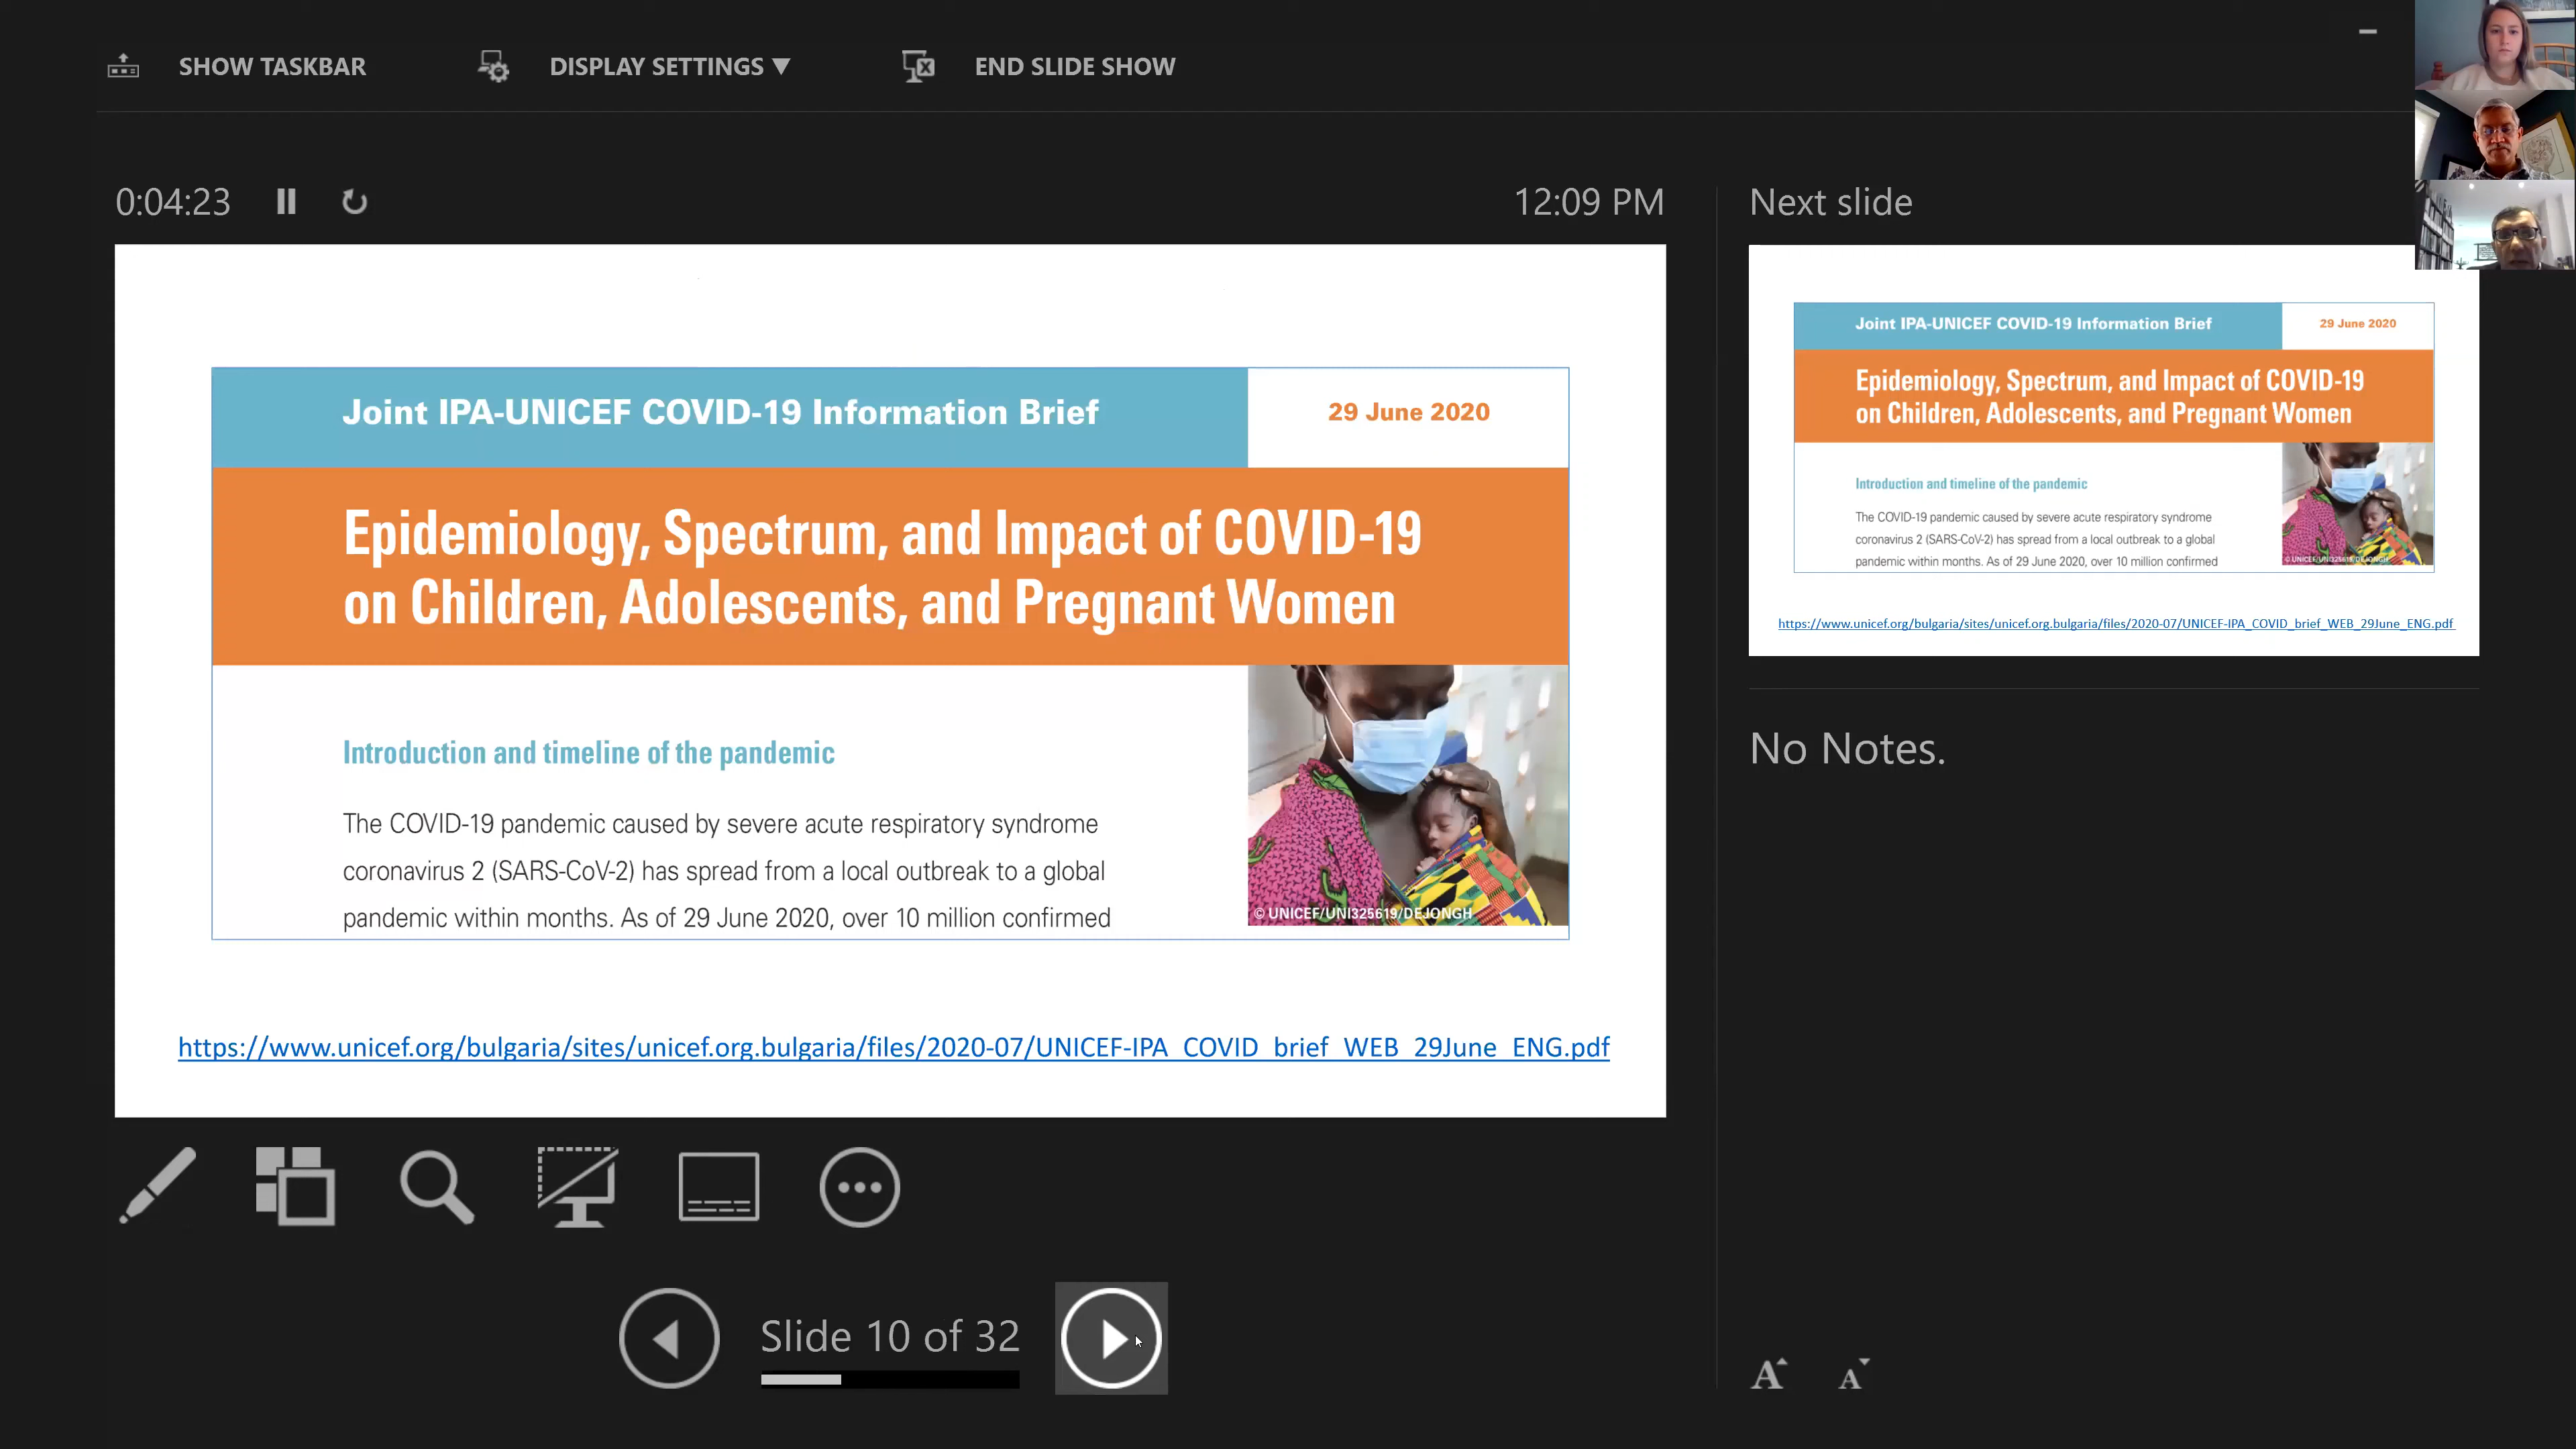 SHOW TASKBAR
DISPLAY SETTINGS ▼
END SLIDE SHOW
0:04:23
12:09 PM
Next slide
Joint IPA-UNICEF COVID-19 Information Brief
29 June 2020
Epidemiology, Spectrum, and Impact of COVID-19
on Children, Adolescents, and Pregnant Women
Introduction and timeline of the pandemic
The COVID-19 pandemic caused by severe acute respiratory syndrome
coronavirus 2 (SARS-CoV-2) has spread from a local outbreak to a global
pandemic within months. As of 29 June 2020, over 10 million confirmed
© UNICEF/UNI325619/DEJONGH
https://www.unicef.org/bulgaria/sites/unicef.org.bulgaria/files/2020-07/UNICEF-IPA_COVID_brief_WEB_29June_ENG.pdf
Joint IPA-UNICEF COVID-19 Information Brief
29 June 2020
Epidemiology, Spectrum, and Impact of COVID-19
on Children, Adolescents, and Pregnant Women
Introduction and timeline of the pandemic
The COVID-19 pandemic caused by severe acute respiratory syndrome
coronavirus 2 (SARS-CoV-2) has spread from a local outbreak to a global
pandemic within months. As of 29 June 2020, over 10 million confirmed
© UNICEF/UNI325619/DEJONGH
https://www.unicef.org/bulgaria/sites/unicef.org.bulgaria/files/2020-07/UNICEF-IPA_COVID_brief_WEB_29June_ENG.pdf
No Notes.
Slide 10 of 32
A A